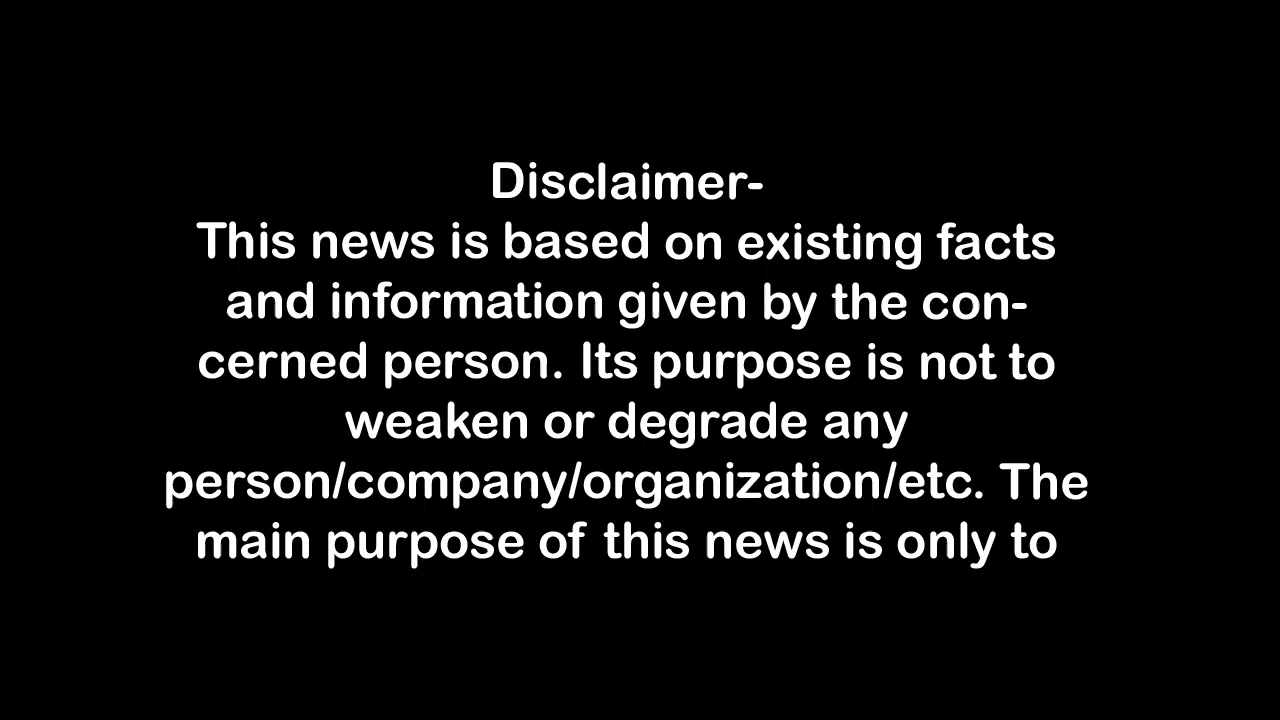 Disclaimer-
This news is based on existing facts
and information given by the con-
cerned person. Its purpose is not to
weaken or degrade any
person/company/organization/etc. The
main purpose of this news is only to